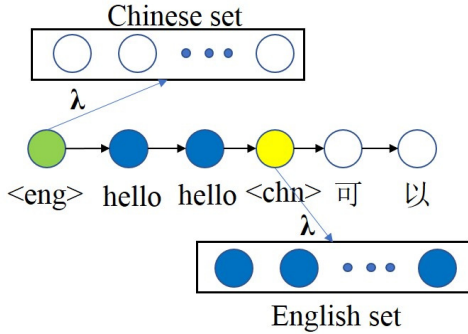 Chinese set
λ
<eng> hello hello <chn> 可 以
λ
English set